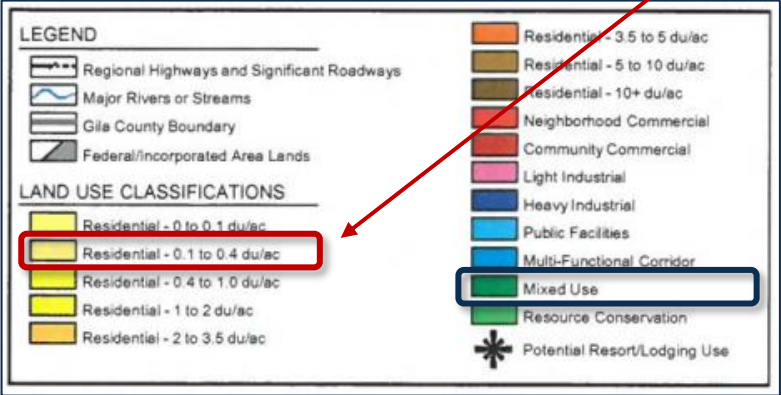 LEGEND
Regional Highways and Significant Roadways
Major Rivers or Streams
Gila County Boundary
Federal/Incorporated Area Lands
LAND USE CLASSIFICATIONS
Residential - 0 to 0.1 du/ac
Residential - 0.1 to 0.4 du/ac
Residential - 0.4 to 1.0 du/ac
Residential - 1 to 2 du/ac
Residential - 2 to 3.5 du/ac
Residential - 3.5 to 5 du/ac
Residential - 5 to 10 du/ac
Residential - 10+ du/ac
Neighborhood Commercial
Community Commercial
Light Industrial
Heavy Industrial
Public Facilities
Multi-Functional Corridor
Mixed Use
Resource Conservation
Potential Resort/Lodging Use